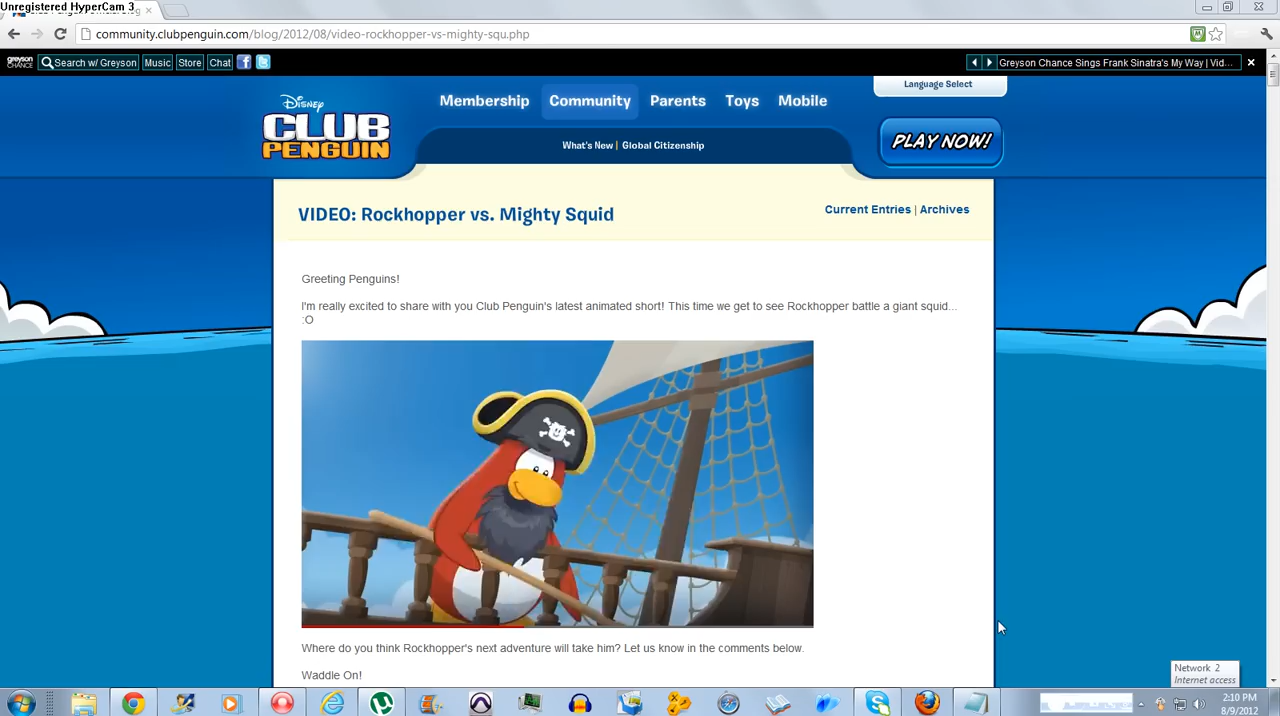 Unregistered HyperCam 3
community.clubpenguin.com/blog/2012/08/video-rockhopper-vs-mighty-squ.php
greyson CHANCE Search w/ Greyson Music Store Chat Greyson Chance Sings Frank Sinatra's My Way | Vid...
Language Select
Membership Community Parents Toys Mobile
DISNEY
CLUB PENGUIN
PLAY NOW!
What's New | Global Citizenship
VIDEO: Rockhopper vs. Mighty Squid
Current Entries | Archives
Greeting Penguins!
I'm really excited to share with you Club Penguin's latest animated short! This time we get to see Rockhopper battle a giant squid...
:O
Where do you think Rockhopper's next adventure will take him? Let us know in the comments below.
Waddle On!
Network 2
Internet access
2:10 PM
8/9/2012